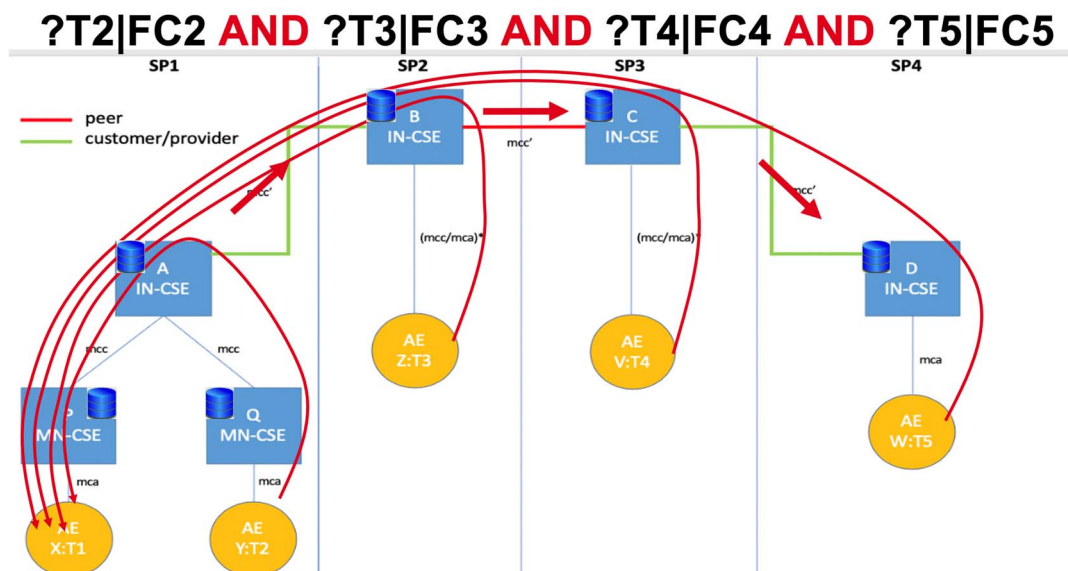 ?T2|FC2 AND ?T3|FC3 AND ?T4|FC4 AND ?T5|FC5
SP1
SP2
SP3
SP4
peer
customer/provider
B
IN-CSE
C
IN-CSE
mcc'
mcc'
mcc'
(mcc/mca)*
(mcc/mca)*
A
IN-CSE
D
IN-CSE
AE
Z:T3
AE
V:T4
mcc
mcc
mca
P
MN-CSE
Q
MN-CSE
AE
W:T5
mca
mca
AE
X:T1
AE
Y:T2